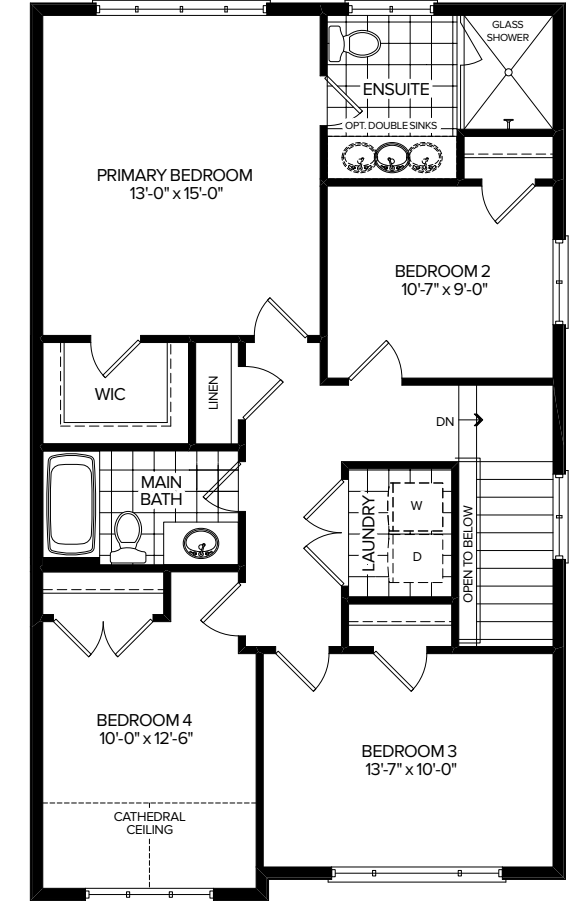 GLASS
SHOWER
ENSUITE
OPT. DOUBLE SINKS
PRIMARY BEDROOM
13'-0" x 15'-0"
BEDROOM 2
10'-7" x 9'-0"
WIC
LINEN
DN
MAIN
BATH
LAUNDRY
W
D
OPEN TO BELOW
BEDROOM 4
10'-0" x 12'-6"
BEDROOM 3
13'-7" x 10'-0"
CATHEDRAL
CEILING